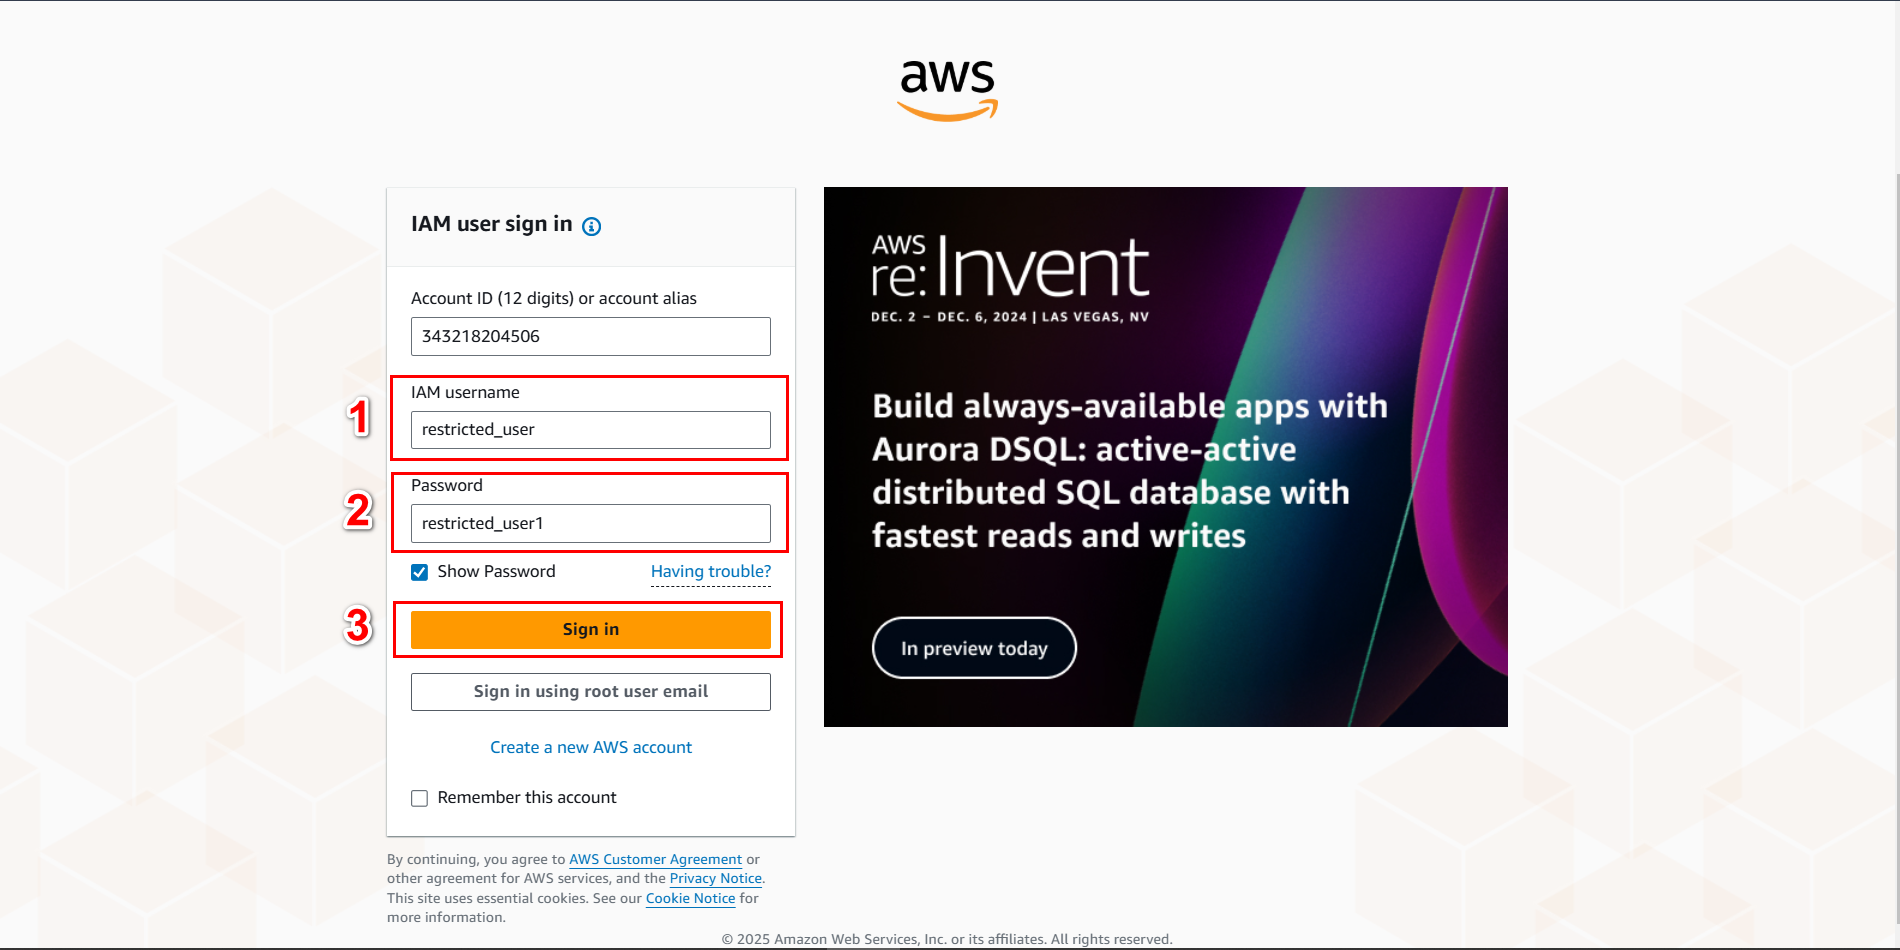 aws
IAM user sign in
Account ID (12 digits) or account alias
343218204506
1
IAM username
restricted_user
2
Password
restricted_user1
Show Password
Having trouble?
3
Sign in
Sign in using root user email
Create a new AWS account
Remember this account
By continuing, you agree to AWS Customer Agreement or
other agreement for AWS services, and the Privacy Notice.
This site uses essential cookies. See our Cookie Notice for
more information.
AWS
re:Invent
DEC. 2 – DEC. 6, 2024 | LAS VEGAS, NV
Build always-available apps with
Aurora DSQL: active-active
distributed SQL database with
fastest reads and writes
In preview today
© 2025 Amazon Web Services, Inc. or its affiliates. All rights reserved.